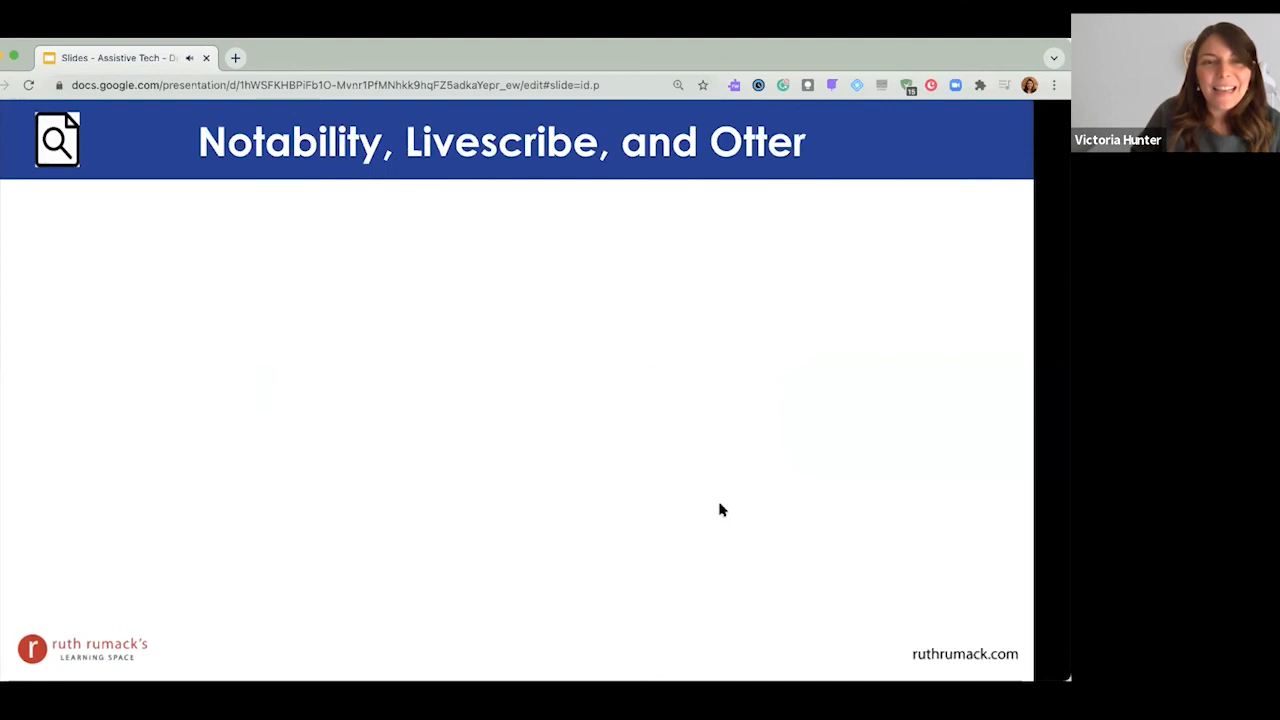 Slides - Assistive Tech - D
docs.google.com/presentation/d/1hWSFKHBPiFb1O-Mvnr1PfMNhkk9hqFZ5adkaYepr_ew/edit#slide=id.p
15
Victoria Hunter
Notability, Livescribe, and Otter
r
ruth rumack's
LEARNING SPACE
ruthrumack.com